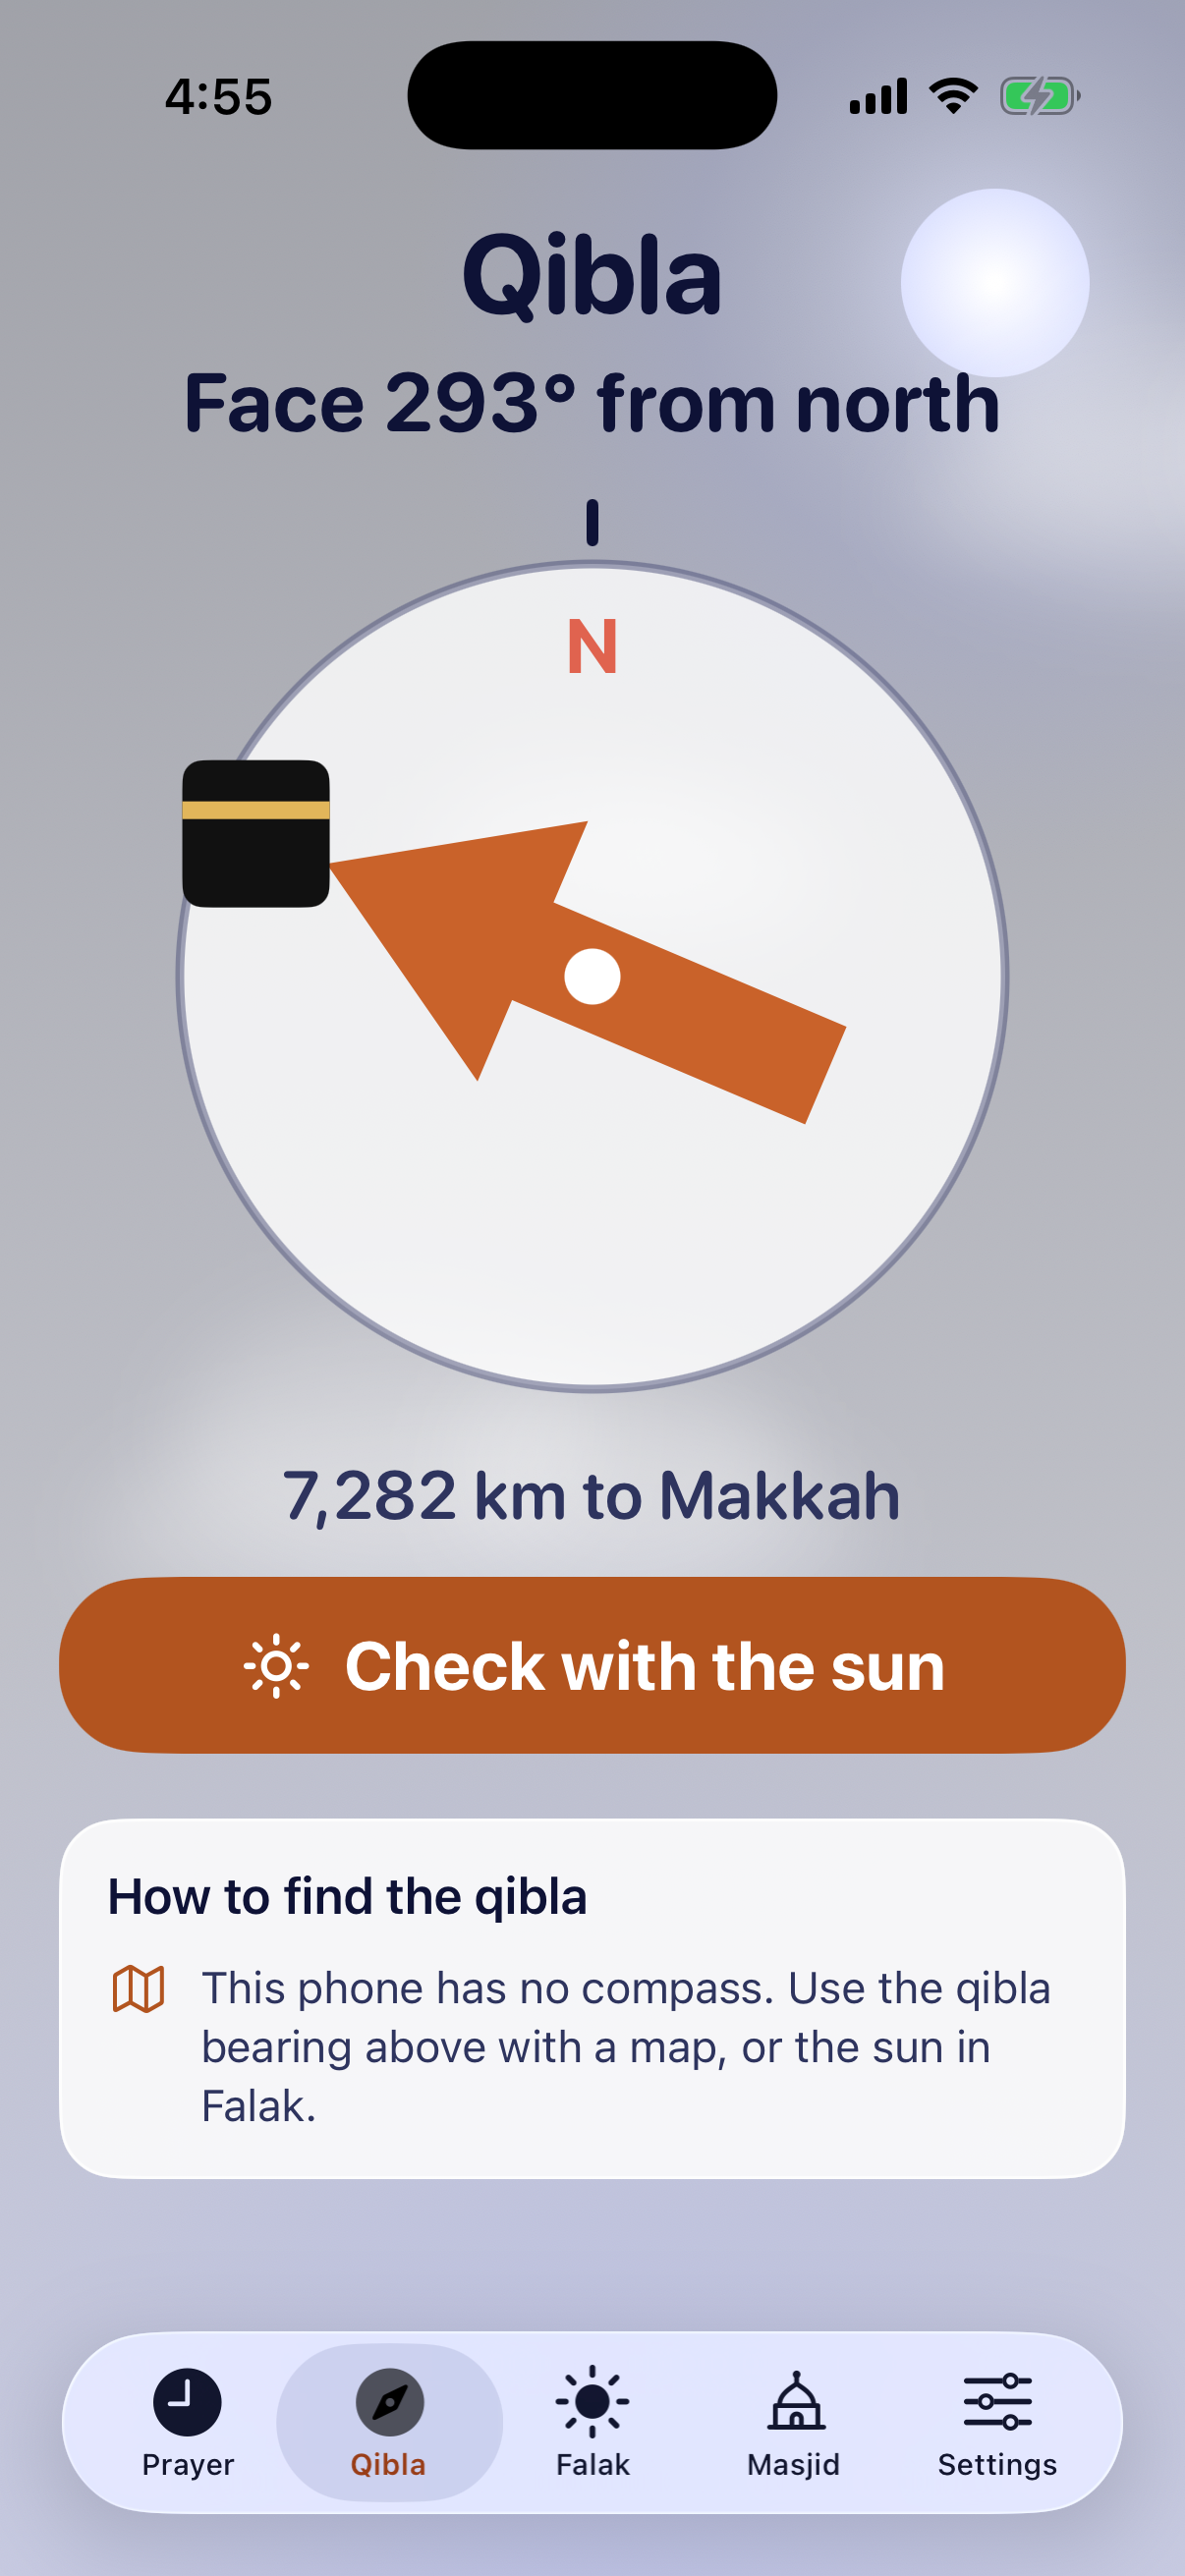 4:55
Qibla
Face 293° from north
N
7,282 km to Makkah
Check with the sun
How to find the qibla
This phone has no compass. Use the qibla
bearing above with a map, or the sun in
Falak.
Prayer
Qibla
Falak
Masjid
Settings